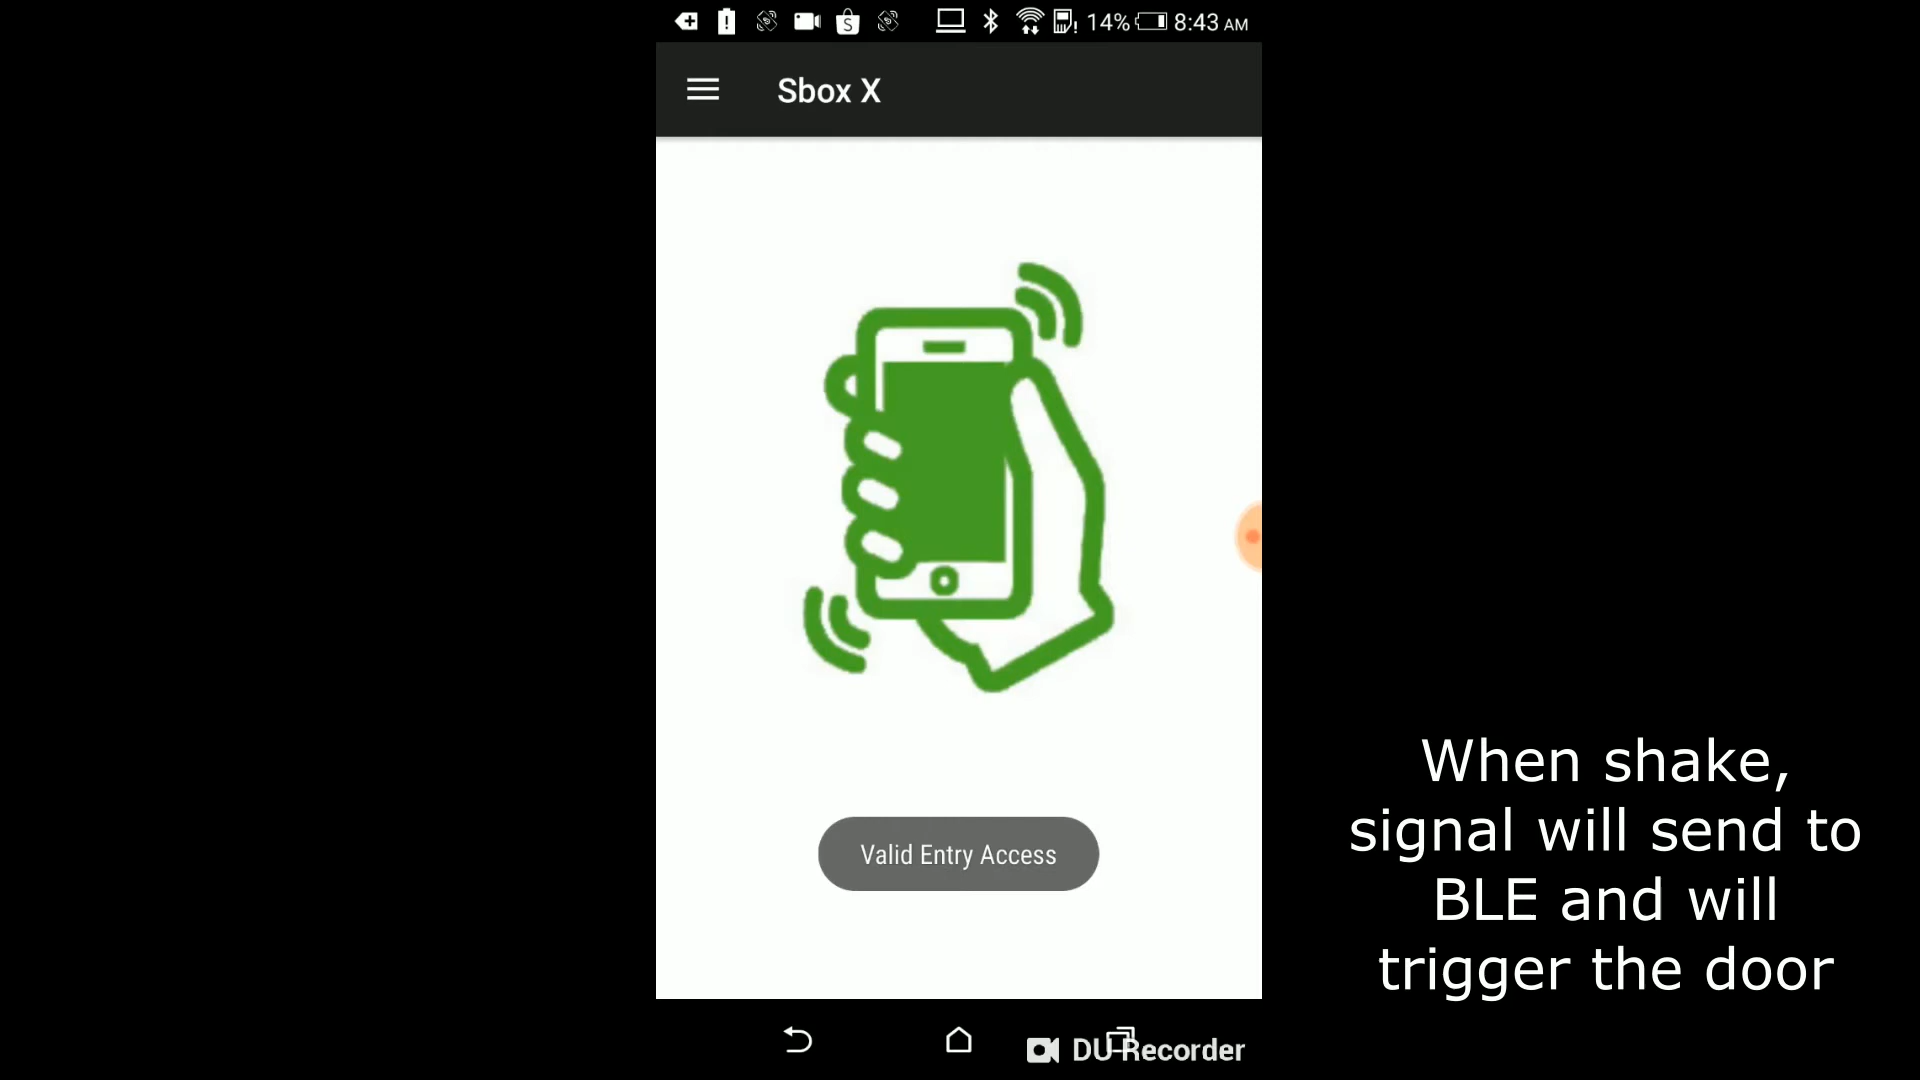 14% 8:43 AM
Sbox X
Valid Entry Access
When shake,
signal will send to
BLE and will
trigger the door
DU Recorder